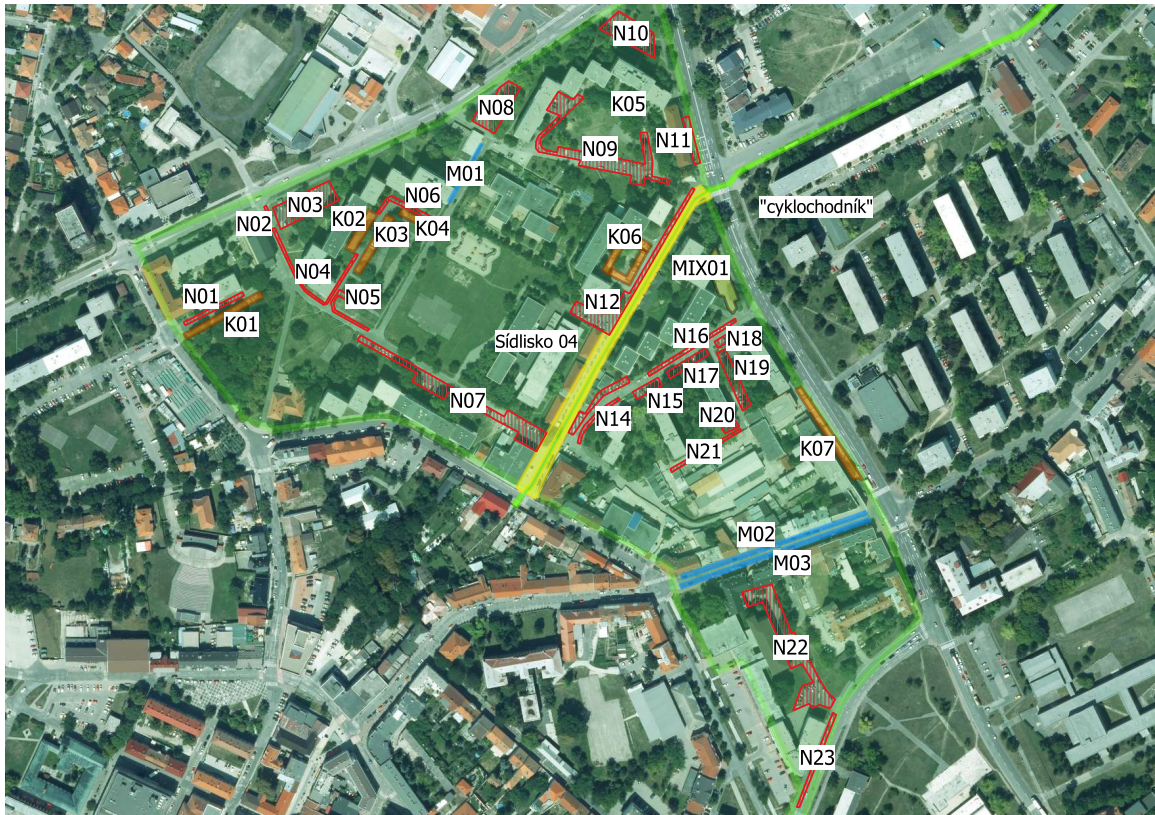 N10
N08
K05
N11
N09
M01
N06
N03
K02
N02
K03
K04
"cyklochodník"
K06
MIX01
N04
N05
N01
N12
K01
Sídlisko 04
N16
N18
N17
N19
N15
N07
N14
N20
N21
K07
M02
M03
N22
N23